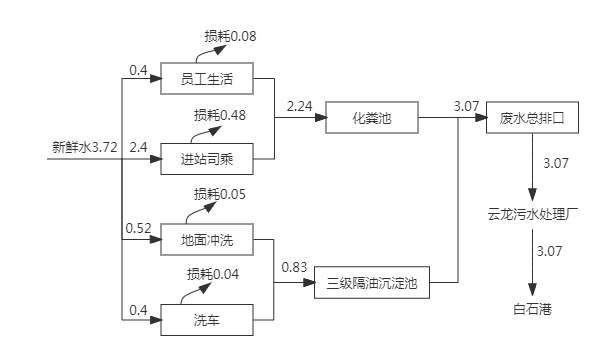 损耗0.08
0.4
员工生活
损耗0.48
2.24
化粪池
3.07
废水总排口
新鲜水3.72
2.4
进站司乘
3.07
损耗0.05
云龙污水处理厂
0.52
地面冲洗
3.07
损耗0.04
0.83
三级隔油沉淀池
0.4
洗车
白石港